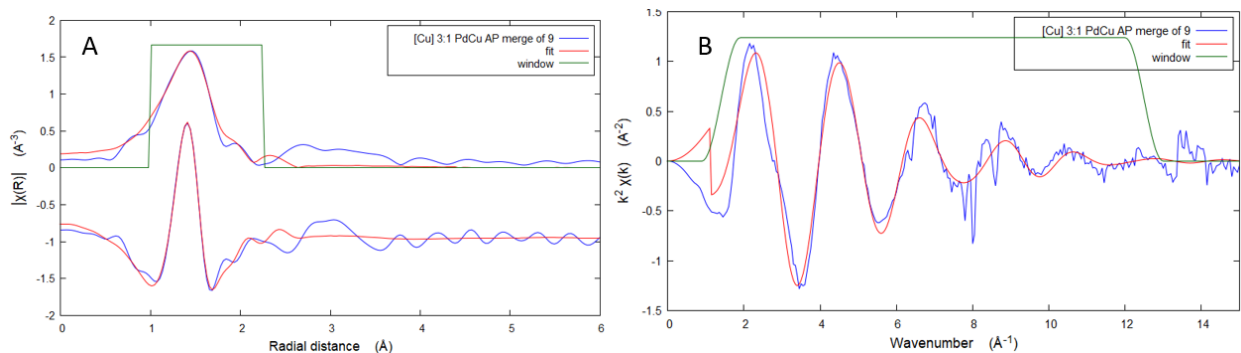 A
[Cu] 3:1 PdCu AP merge of 9
fit
window
2
1.5
1
0.5
0
-0.5
-1
-1.5
-2
|χ(R)| (Å⁻³)
0 1 2 3 4 5 6
Radial distance (Å)
B
[Cu] 3:1 PdCu AP merge of 9
fit
window
1.5
1
0.5
0
-0.5
-1
-1.5
k² χ(k) (Å⁻²)
0 2 4 6 8 10 12 14
Wavenumber (Å⁻¹)